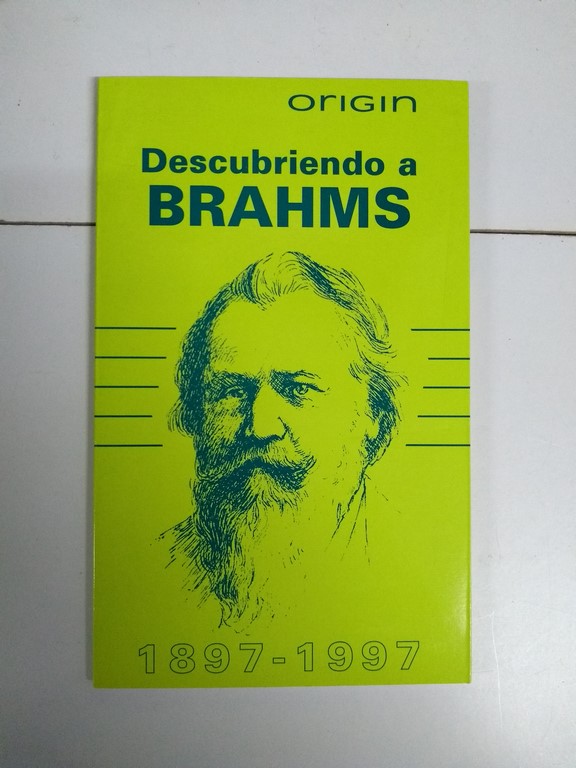 ORIGIN
Descubriendo a
BRAHMS
1897-1997